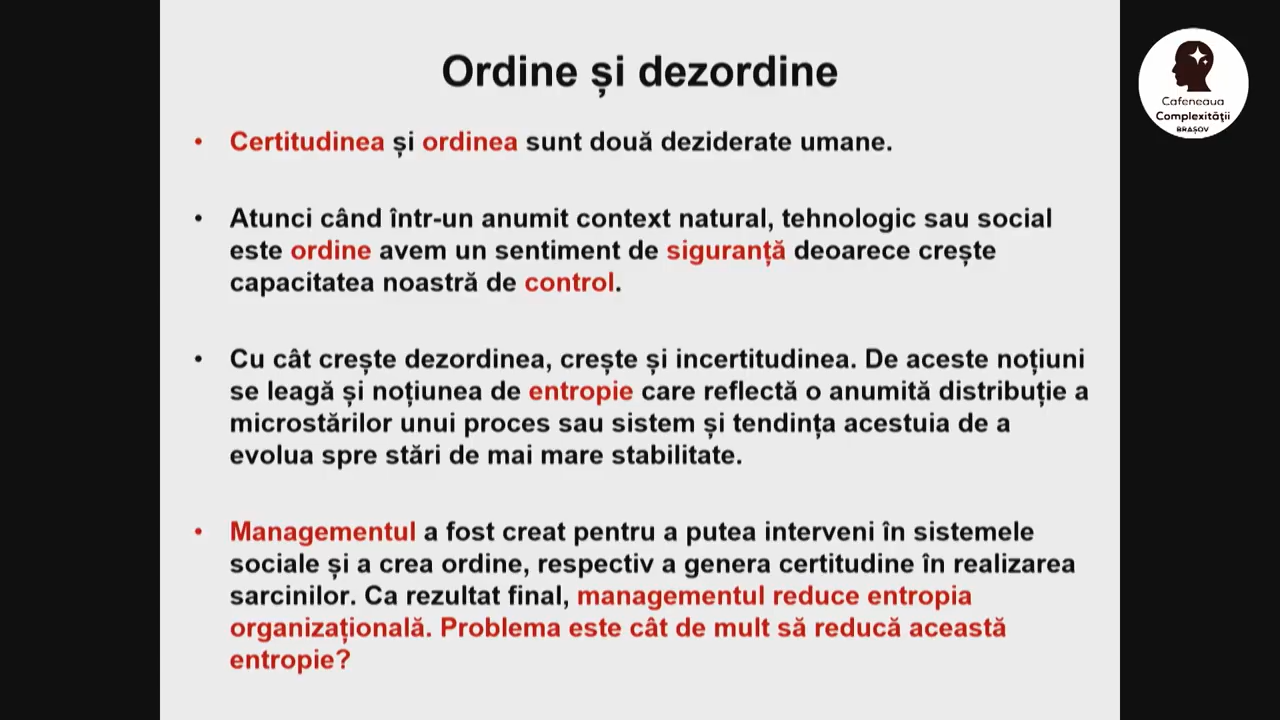 Ordine și dezordine
Cafeneaua
Complexității
BRAȘOV
• Certitudinea și ordinea sunt două deziderate umane.
• Atunci când într-un anumit context natural, tehnologic sau social
este ordine avem un sentiment de siguranță deoarece crește
capacitatea noastră de control.
• Cu cât crește dezordinea, crește și incertitudinea. De aceste noțiuni
se leagă și noțiunea de entropie care reflectă o anumită distribuție a
microstărilor unui proces sau sistem și tendința acestuia de a
evolua spre stări de mai mare stabilitate.
• Managementul a fost creat pentru a putea interveni în sistemele
sociale și a crea ordine, respectiv a genera certitudine în realizarea
sarcinilor. Ca rezultat final, managementul reduce entropia
organizațională. Problema este cât de mult să reducă această
entropie?